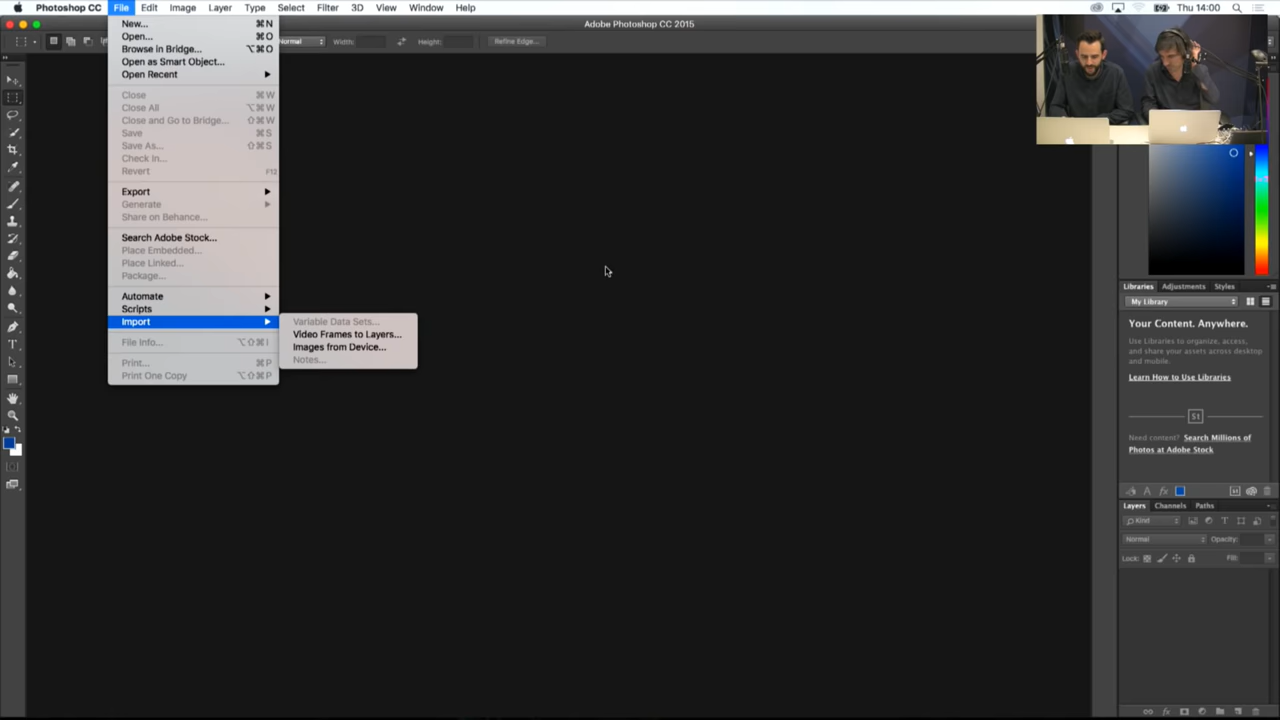 Photoshop CC File Edit Image Layer Type Select Filter 3D View Window Help Thu 14:00
Adobe Photoshop CC 2015
Normal Width: Height: Refine Edge...
New... ⌘N
Open... ⌘O
Browse in Bridge... ⌥⌘O
Open as Smart Object...
Open Recent
Close ⌘W
Close All ⌥⌘W
Close and Go to Bridge... ⇧⌘W
Save ⌘S
Save As... ⇧⌘S
Check In...
Revert F12
Export
Generate
Share on Behance...
Search Adobe Stock...
Place Embedded...
Place Linked...
Package...
Automate
Scripts
Import
File Info... ⌥⇧⌘I
Print... ⌘P
Print One Copy ⌥⇧⌘P
Variable Data Sets...
Video Frames to Layers...
Images from Device...
Notes...
Libraries Adjustments Styles
My Library
Your Content. Anywhere.
Use Libraries to organize, access,
and share your assets across desktop
and mobile.
Learn How to Use Libraries
St
Need content? Search Millions of
Photos at Adobe Stock
Layers Channels Paths
Kind
Normal Opacity:
Lock: Fill: